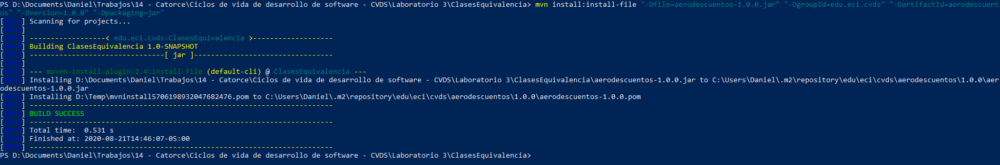 PS D:\Documents\Daniel\Trabajos\14 - Catorce\Ciclos de vida de desarrollo de software - CVDS\Laboratorio 3\ClasesEquivalencia> mvn install:install-file "-Dfile=aerodescuentos-1.0.0.jar" "-DgroupId=edu.eci.cvds" "-DartifactId=aerodescuent
os" "-Dversion=1.0.0" "-Dpackaging=jar"
[INFO] Scanning for projects...
[INFO]
[INFO] ------------------< edu.eci.cvds:ClasesEquivalencia >-------------------
[INFO] Building ClasesEquivalencia 1.0-SNAPSHOT
[INFO] --------------------------------[ jar ]---------------------------------
[INFO]
[INFO] --- maven-install-plugin:2.4:install-file (default-cli) @ ClasesEquivalencia ---
[INFO] Installing D:\Documents\Daniel\Trabajos\14 - Catorce\Ciclos de vida de desarrollo de software - CVDS\Laboratorio 3\ClasesEquivalencia\aerodescuentos-1.0.0.jar to C:\Users\Daniel\.m2\repository\edu\eci\cvds\aerodescuentos\1.0.0\aer
odescuentos-1.0.0.jar
[INFO] Installing D:\Temp\mvninstall5706198932047682476.pom to C:\Users\Daniel\.m2\repository\edu\eci\cvds\aerodescuentos\1.0.0\aerodescuentos-1.0.0.pom
[INFO] ------------------------------------------------------------------------
[INFO] BUILD SUCCESS
[INFO] ------------------------------------------------------------------------
[INFO] Total time:  0.531 s
[INFO] Finished at: 2020-08-21T14:46:07-05:00
[INFO] ------------------------------------------------------------------------
PS D:\Documents\Daniel\Trabajos\14 - Catorce\Ciclos de vida de desarrollo de software - CVDS\Laboratorio 3\ClasesEquivalencia>